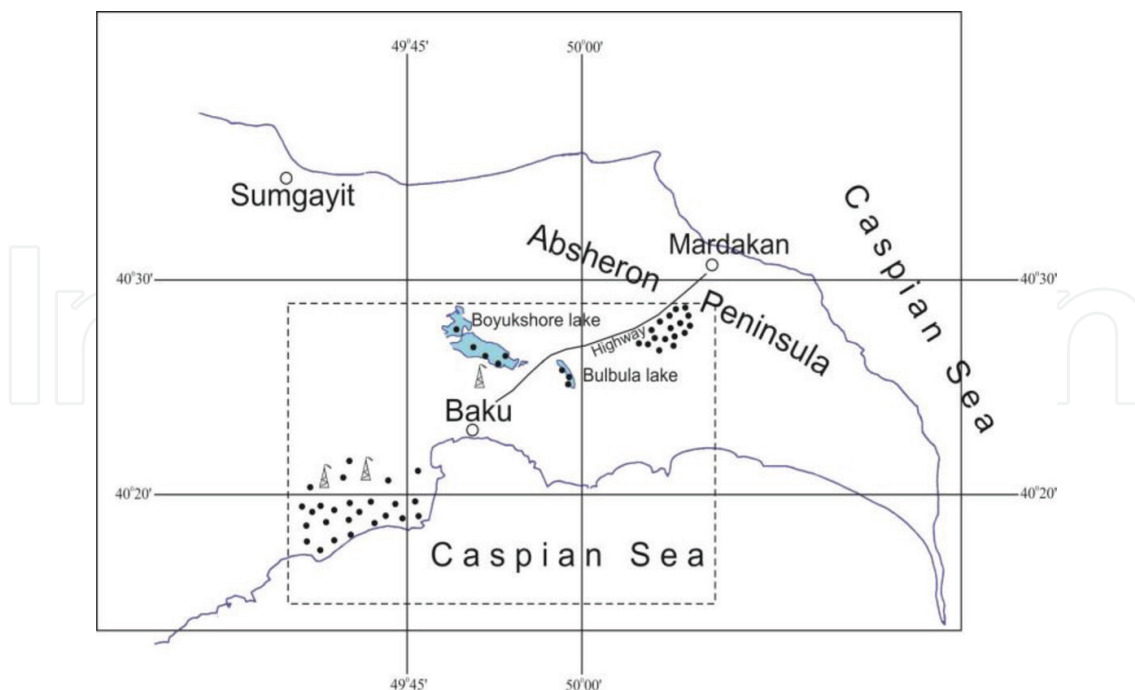 49°45'
50°00'
Sumgayit
Caspian Sea
Absheron
Mardakan
40°30'
40°30'
Peninsula
Boyukshore lake
Highway
Bulbula lake
Baku
40°20'
40°20'
Caspian Sea
49°45'
50°00'